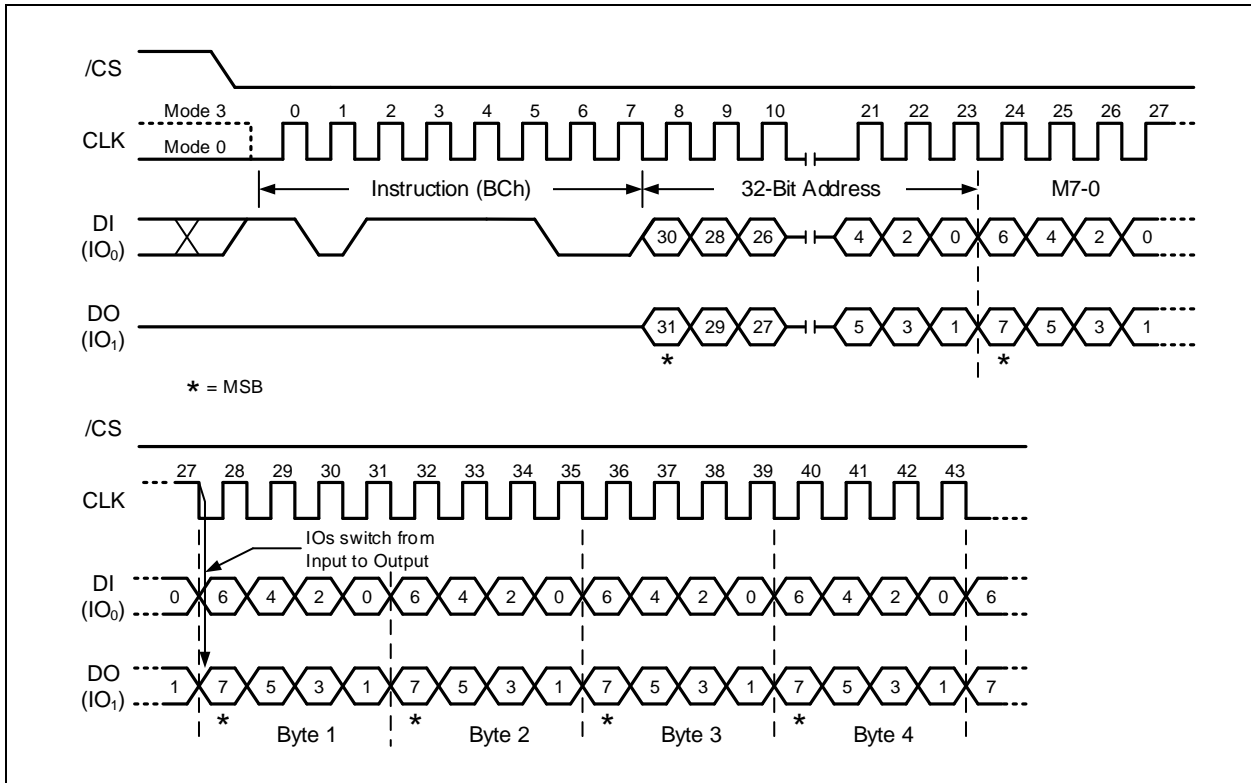 /CS
Mode 3 0 1 2 3 4 5 6 7 8 9 10 21 22 23 24 25 26 27
CLK
Mode 0
Instruction (BCh) 32-Bit Address M7-0
DI
(IO₀) 30 28 26 4 2 0 6 4 2 0
DO
(IO₁) 31 29 27 5 3 1 7 5 3 1
* *
* = MSB
/CS
27 28 29 30 31 32 33 34 35 36 37 38 39 40 41 42 43
CLK
IOs switch from
Input to Output
DI
(IO₀) 0 6 4 2 0 6 4 2 0 6 4 2 0 6 4 2 0 6
DO
(IO₁) 1 7 5 3 1 7 5 3 1 7 5 3 1 7 5 3 1 7
* * * *
Byte 1 Byte 2 Byte 3 Byte 4